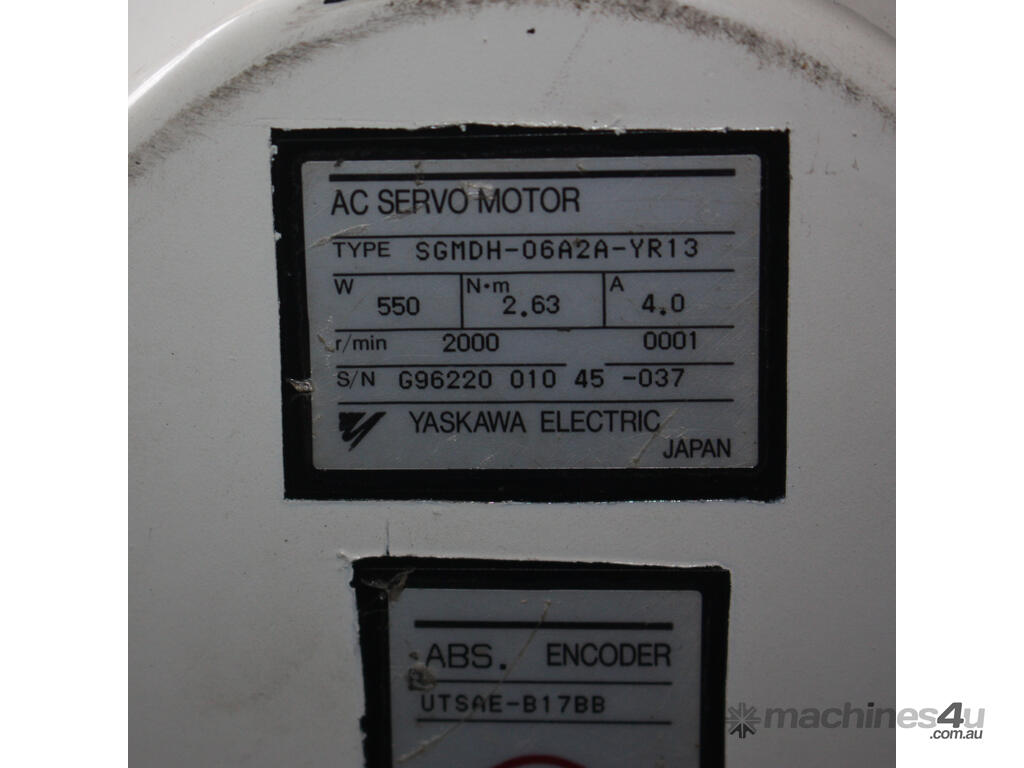 AC SERVO MOTOR
TYPE SGMDH-06A2A-YR13
W 550 N·m 2.63 A 4.0
r/min 2000 0001
S/N G96220 010 45 -037
YASKAWA ELECTRIC
JAPAN
ABS. ENCODER
UTSAE-B17BB
machines4u
.com.au